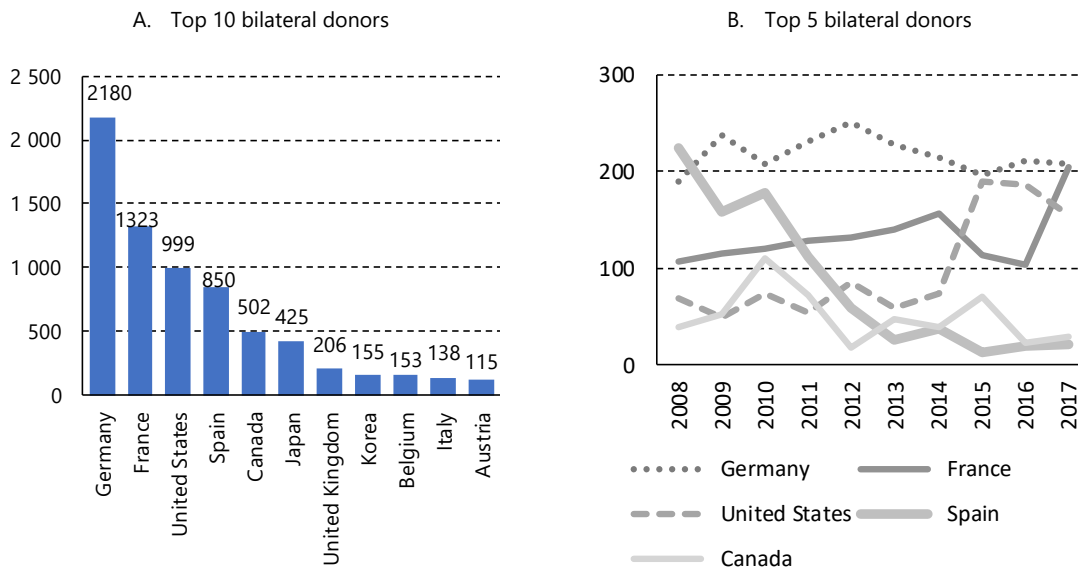 A. Top 10 bilateral donors
2 500
2 000
1 500
1 000
500
0
2180
1323
999
850
502
425
206
155
153
138
115
Germany
France
United States
Spain
Canada
Japan
United Kingdom
Korea
Belgium
Italy
Austria
B. Top 5 bilateral donors
300
200
100
0
2008
2009
2010
2011
2012
2013
2014
2015
2016
2017
Germany
France
United States
Spain
Canada